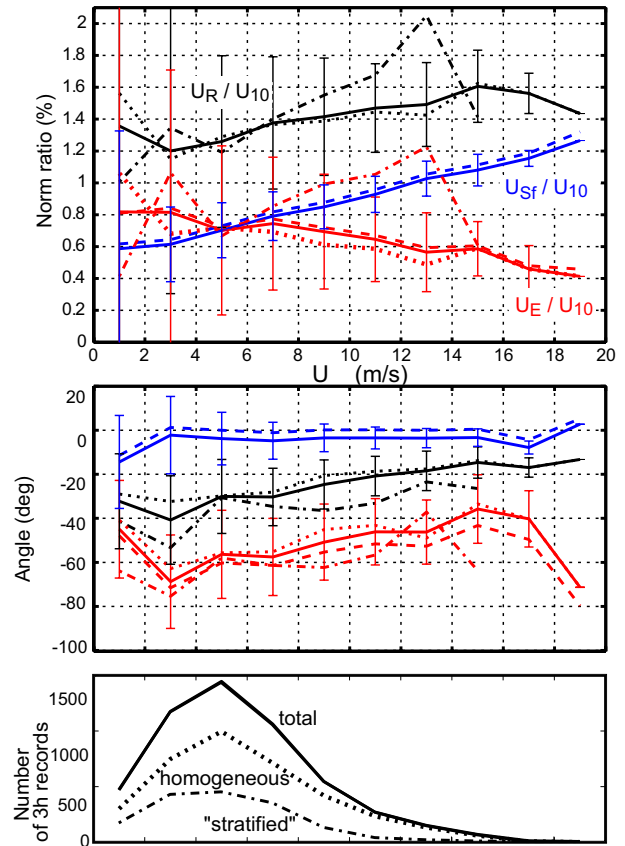 2
1.8
1.6
1.4
1.2
1
0.8
0.6
0.4
0.2
0
Norm ratio (%)
U_R / U_10
U_Sf / U_10
U_E / U_10
0 2 4 6 8 10 12 14 16 18 20
U (m/s)
20
0
-20
-40
-60
-80
-100
Angle (deg)
1500
1000
500
0
Number
of 3h records
total
homogeneous
"stratified"